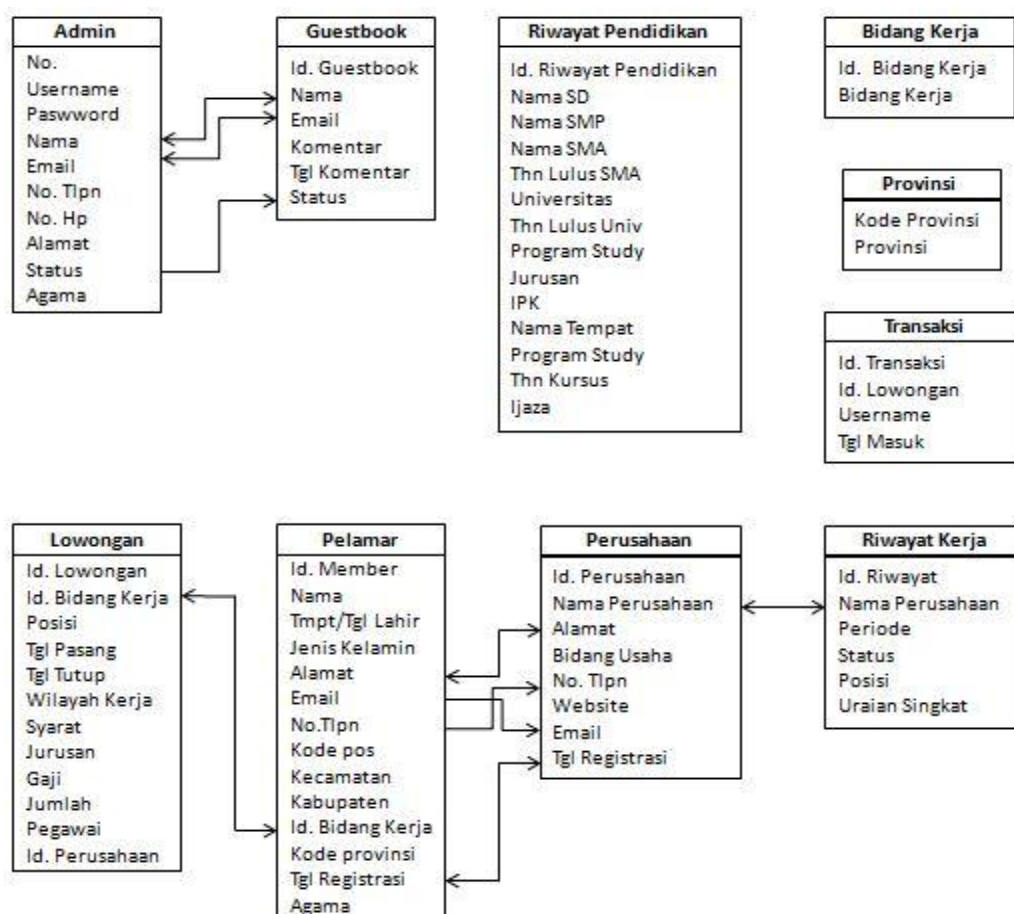 Admin
No.
Username
Paswword
Nama
Email
No. Tlpn
No. Hp
Alamat
Status
Agama
Guestbook
Id. Guestbook
Nama
Email
Komentar
Tgl Komentar
Status
Riwayat Pendidikan
Id. Riwayat Pendidikan
Nama SD
Nama SMP
Nama SMA
Thn Lulus SMA
Universitas
Thn Lulus Univ
Program Study
Jurusan
IPK
Nama Tempat
Program Study
Thn Kursus
Ijaza
Bidang Kerja
Id. Bidang Kerja
Bidang Kerja
Provinsi
Kode Provinsi
Provinsi
Transaksi
Id. Transaksi
Id. Lowongan
Username
Tgl Masuk
Lowongan
Id. Lowongan
Id. Bidang Kerja
Posisi
Tgl Pasang
Tgl Tutup
Wilayah Kerja
Syarat
Jurusan
Gaji
Jumlah
Pegawai
Id. Perusahaan
Pelamar
Id. Member
Nama
Tmpt/Tgl Lahir
Jenis Kelamin
Alamat
Email
No.Tlpn
Kode pos
Kecamatan
Kabupaten
Id. Bidang Kerja
Kode provinsi
Tgl Registrasi
Agama
Perusahaan
Id. Perusahaan
Nama Perusahaan
Alamat
Bidang Usaha
No. Tlpn
Website
Email
Tgl Registrasi
Riwayat Kerja
Id. Riwayat
Nama Perusahaan
Periode
Status
Posisi
Uraian Singkat